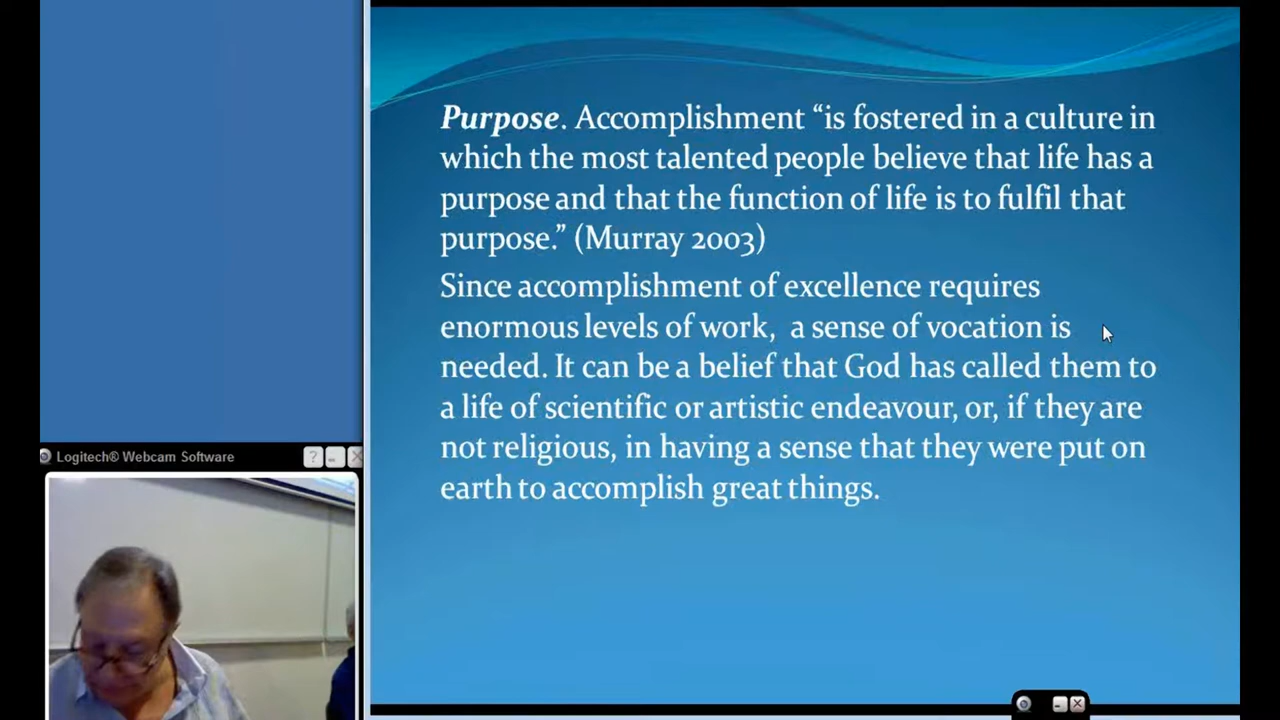 Purpose. Accomplishment “is fostered in a culture in
which the most talented people believe that life has a
purpose and that the function of life is to fulfil that
purpose.” (Murray 2003)
Since accomplishment of excellence requires
enormous levels of work,  a sense of vocation is
needed. It can be a belief that God has called them to
a life of scientific or artistic endeavour, or, if they are
not religious, in having a sense that they were put on
earth to accomplish great things.
Logitech® Webcam Software